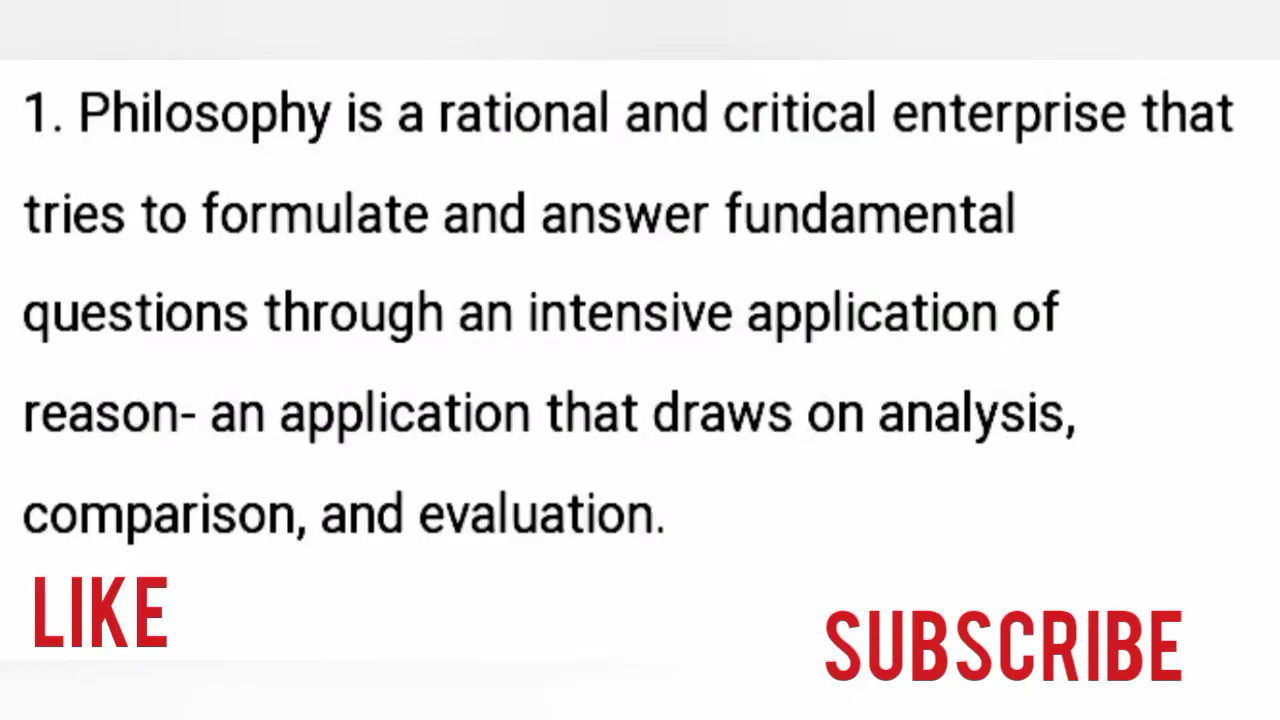 1. Philosophy is a rational and critical enterprise that
tries to formulate and answer fundamental
questions through an intensive application of
reason- an application that draws on analysis,
comparison, and evaluation.
LIKE
SUBSCRIBE